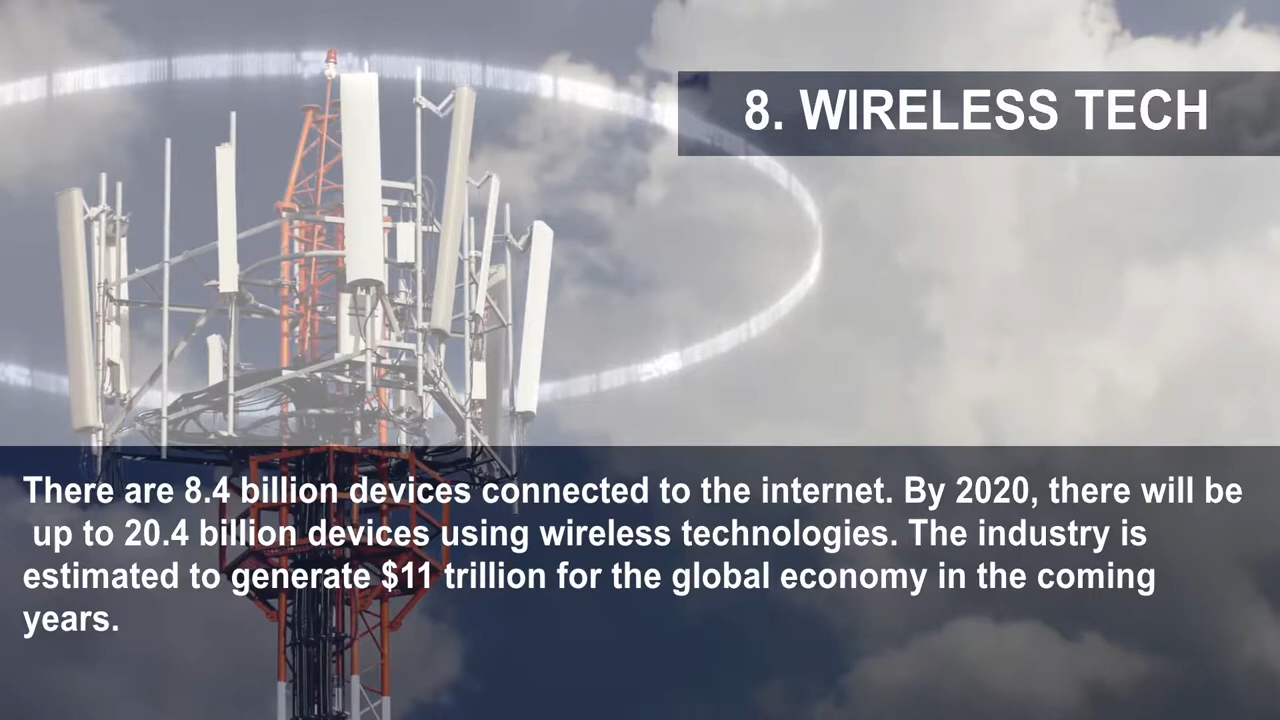 8. WIRELESS TECH
There are 8.4 billion devices connected to the internet. By 2020, there will be
up to 20.4 billion devices using wireless technologies. The industry is
estimated to generate $11 trillion for the global economy in the coming
years.